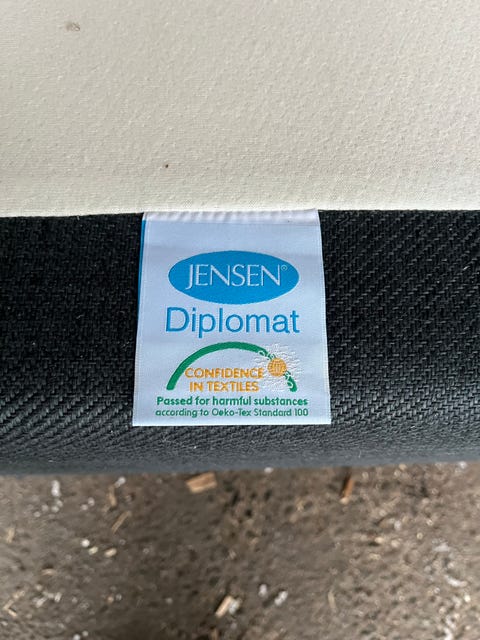 JENSEN®
Diplomat
CONFIDENCE
IN TEXTILES
Passed for harmful substances
according to Oeko-Tex Standard 100